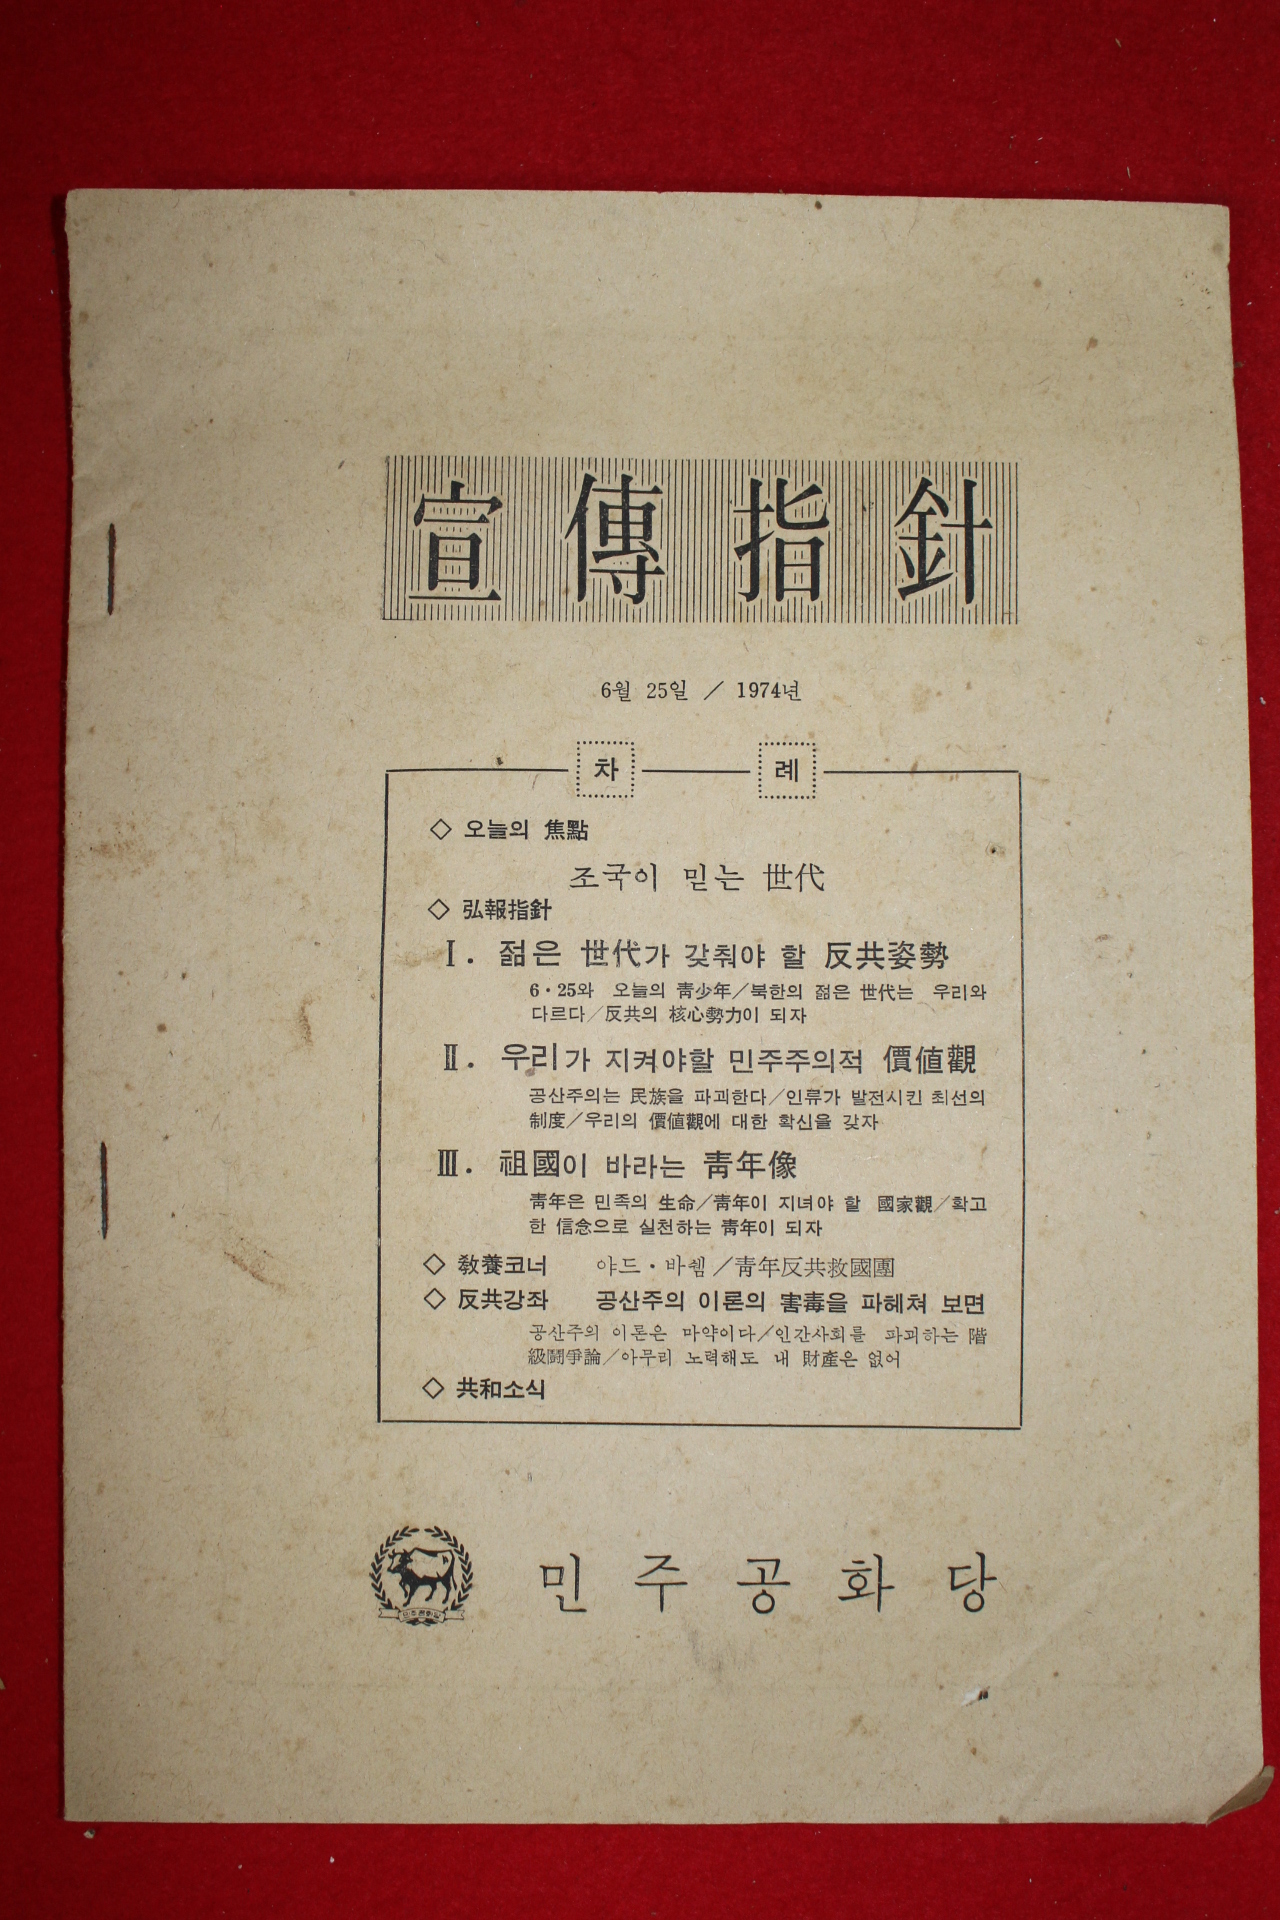 宣傳指針
6월 25일 / 1974년
차 례
◇ 오늘의 焦點
조국이 믿는 世代
◇ 弘報指針
Ⅰ. 젊은 世代가 갖춰야 할 反共姿勢
6·25와 오늘의 靑少年/북한의 젊은 世代는 우리와
다르다/反共의 核心勢力이 되자
Ⅱ. 우리가 지켜야할 민주주의적 價値觀
공산주의는 民族을 파괴한다/인류가 발전시킨 최선의
制度/우리의 價値觀에 대한 확신을 갖자
Ⅲ. 祖國이 바라는 靑年像
靑年은 민족의 生命/靑年이 지녀야 할 國家觀/확고
한 信念으로 실천하는 靑年이 되자
◇ 敎養코너 야드·바쉠/靑年反共救國團
◇ 反共강좌 공산주의 이론의 害毒을 파헤쳐 보면
공산주의 이론은 마약이다/인간사회를 파괴하는 階
級鬪爭論/아무리 노력해도 내 財產은 없어
◇ 共和소식
민주공화당